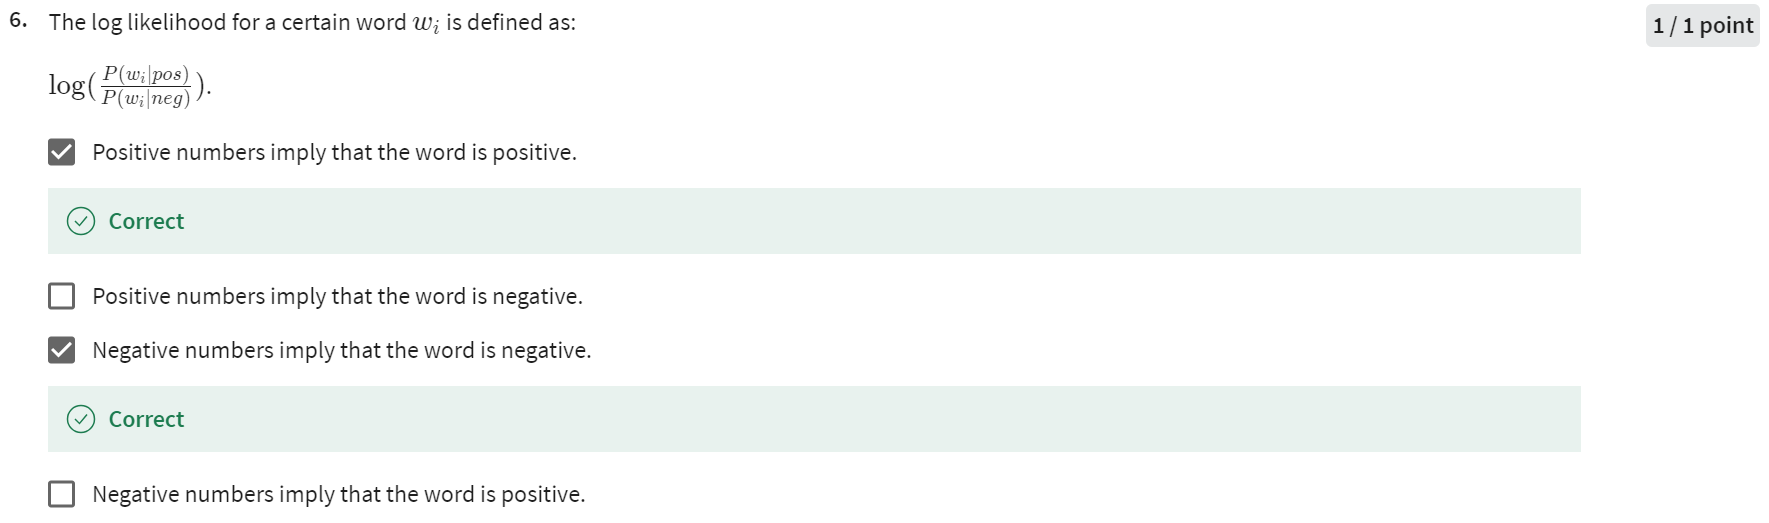 6. The log likelihood for a certain word wᵢ is defined as:
1 / 1 point
log( P(wᵢ|pos) / P(wᵢ|neg) ).
Positive numbers imply that the word is positive.
Correct
Positive numbers imply that the word is negative.
Negative numbers imply that the word is negative.
Correct
Negative numbers imply that the word is positive.